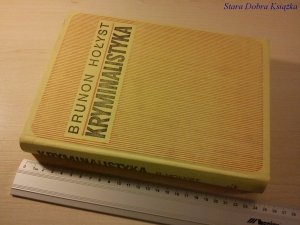 Stara Dobra Książka
BRUNON HOŁYST
KRYMINALISTYKA
KRYMINALISTYKA